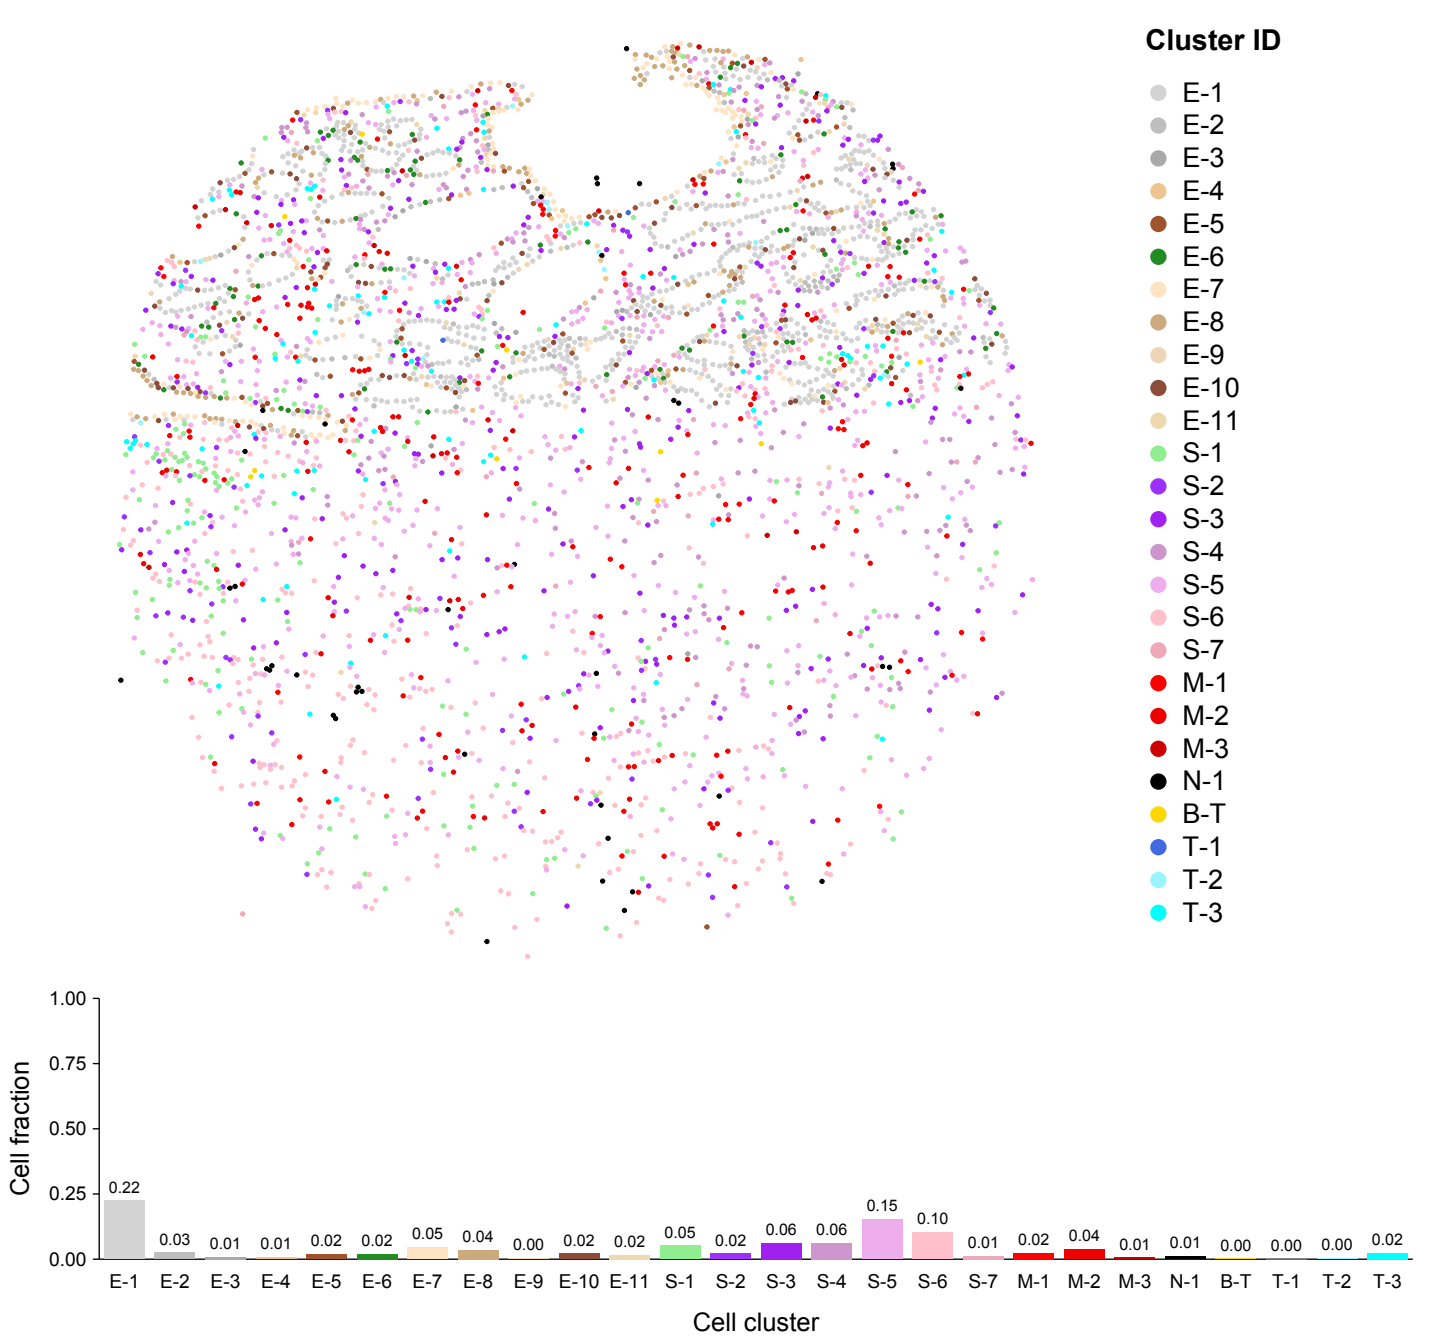 Cluster ID
E-1
E-2
E-3
E-4
E-5
E-6
E-7
E-8
E-9
E-10
E-11
S-1
S-2
S-3
S-4
S-5
S-6
S-7
M-1
M-2
M-3
N-1
B-T
T-1
T-2
T-3
1.00
0.75
0.50
0.25
0.00
Cell fraction
0.22 0.03 0.01 0.01 0.02 0.02 0.05 0.04 0.00 0.02 0.02 0.05 0.02 0.06 0.06 0.15 0.10 0.01 0.02 0.04 0.01 0.01 0.00 0.00 0.00 0.02
E-1 E-2 E-3 E-4 E-5 E-6 E-7 E-8 E-9 E-10 E-11 S-1 S-2 S-3 S-4 S-5 S-6 S-7 M-1 M-2 M-3 N-1 B-T T-1 T-2 T-3
Cell cluster